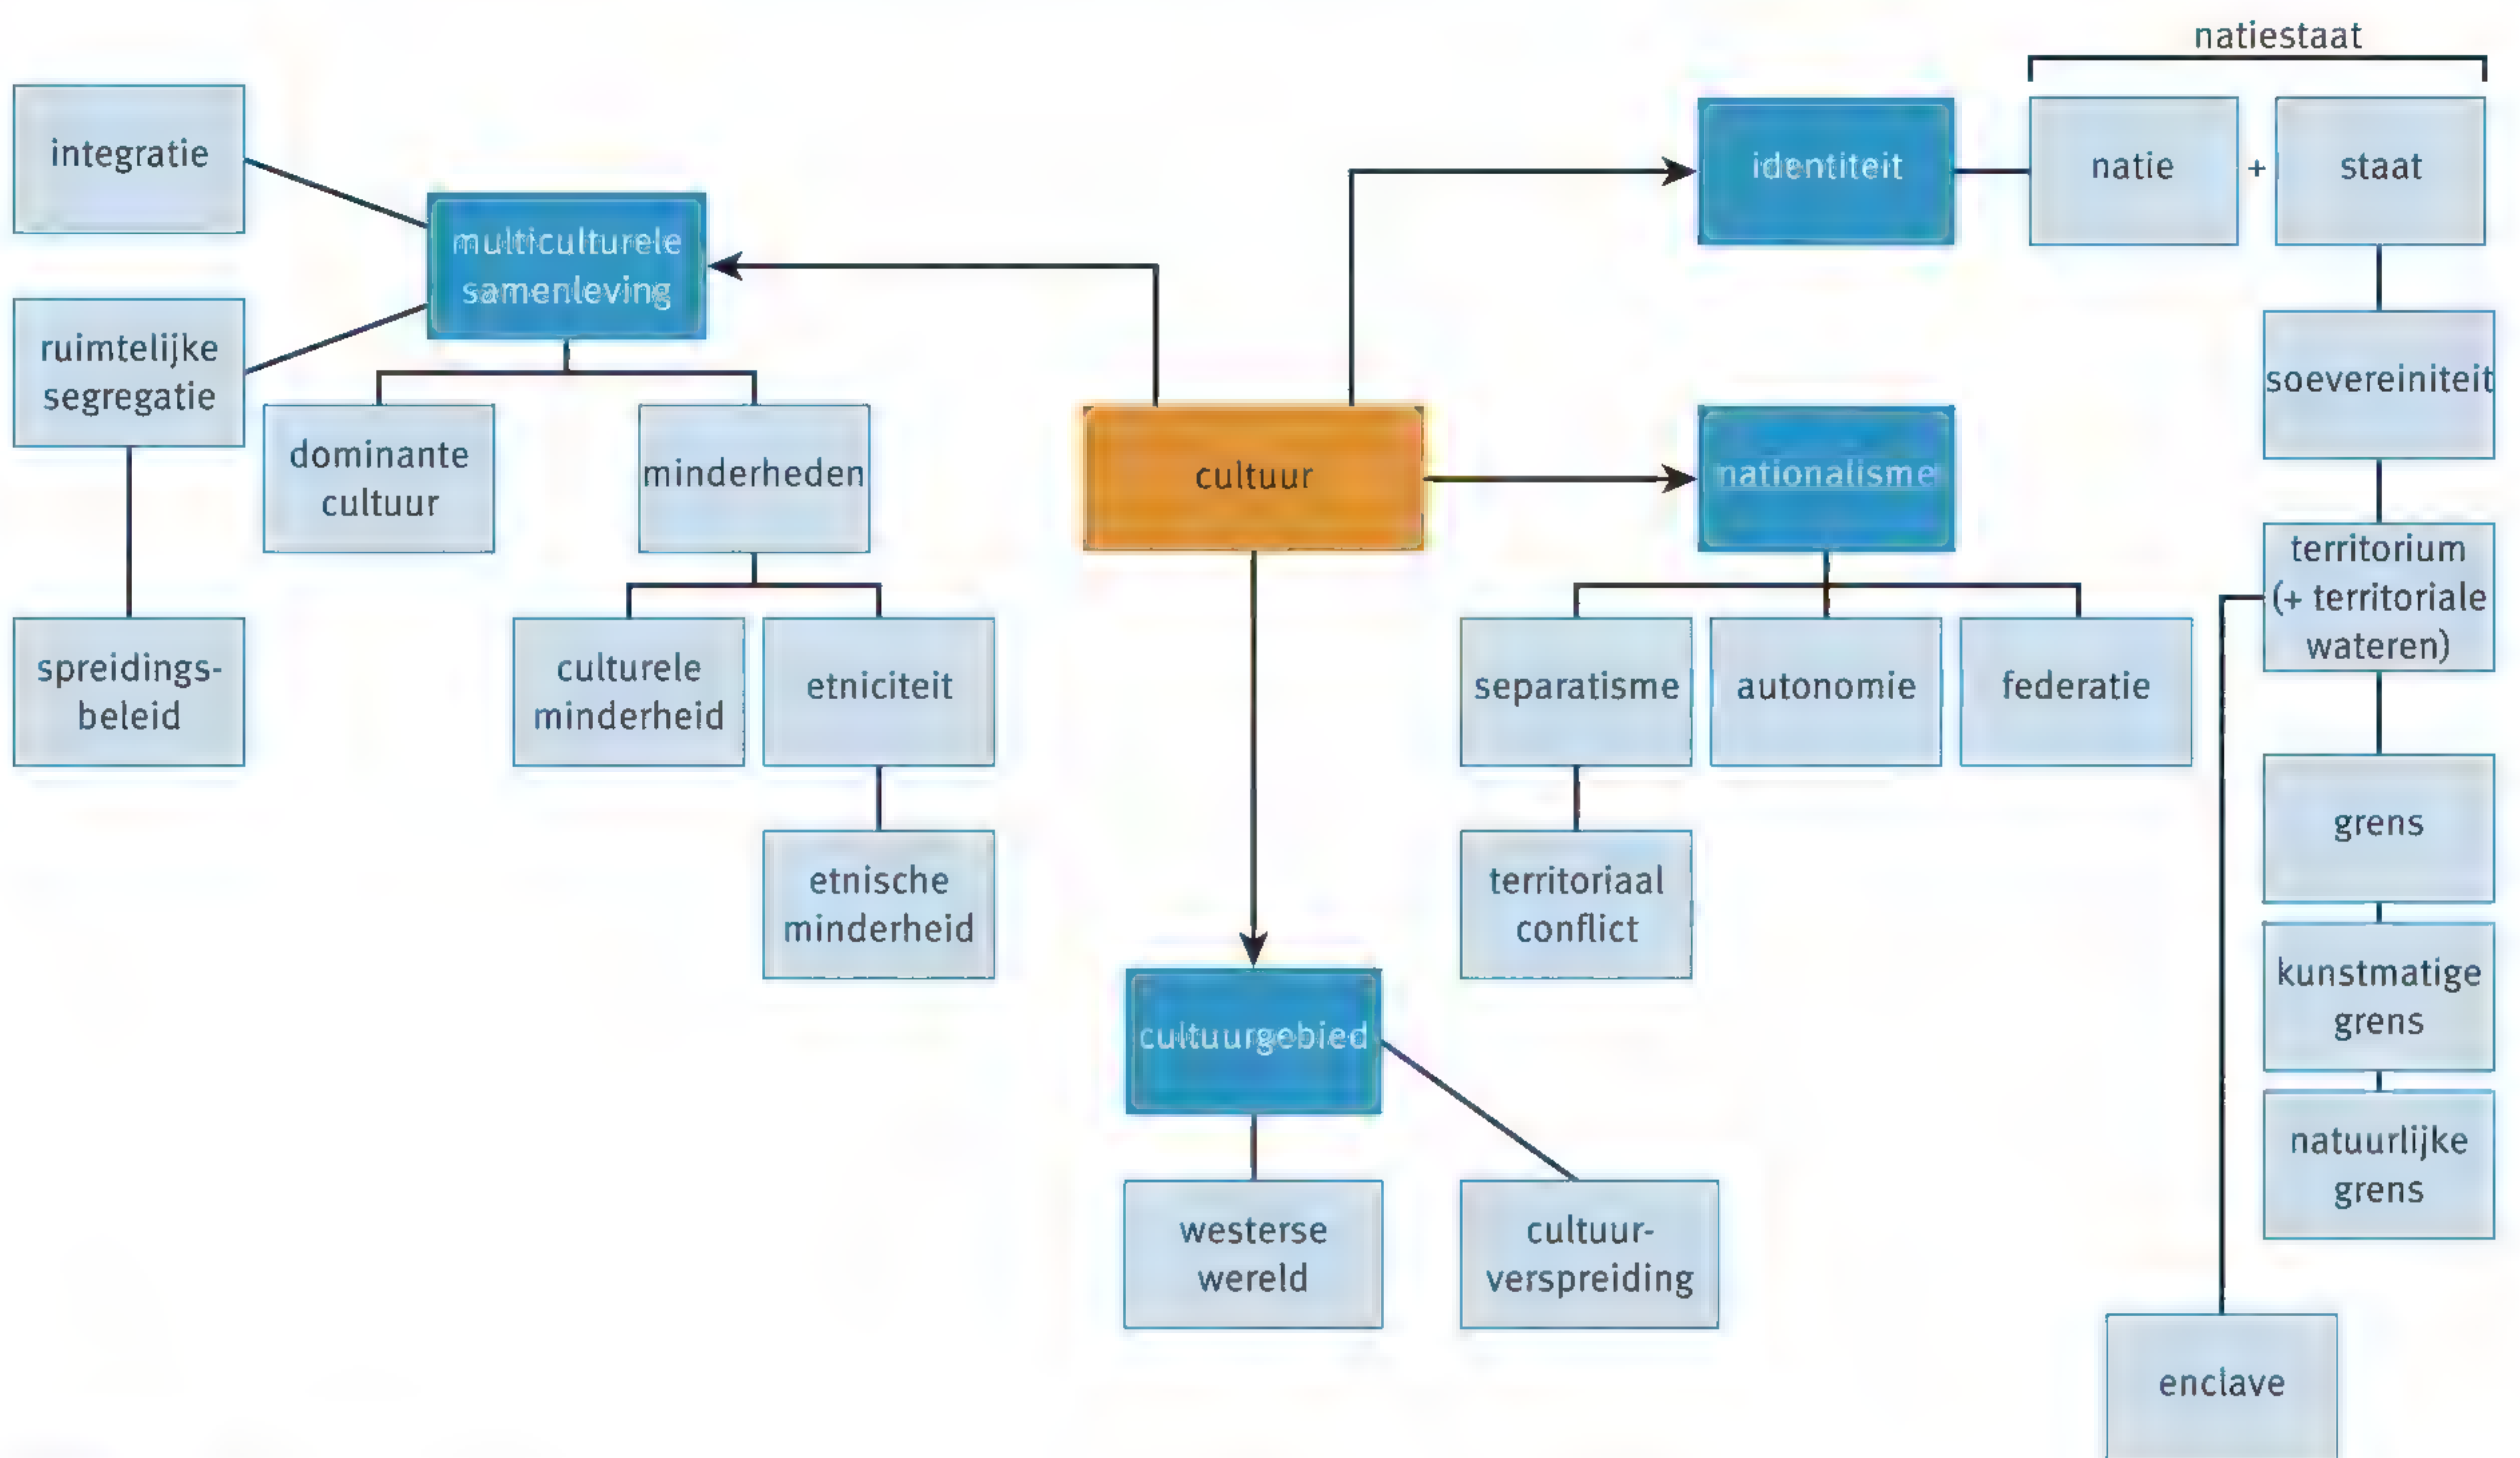 natiestaat
integratie
identiteit
natie
+
staat
multiculturele
samenleving
ruimtelijke
segregatie
soevereiniteit
dominante
cultuur
minderheden
cultuur
nationalisme
territorium
(+ territoriale
wateren)
spreidings-
beleid
culturele
minderheid
etniciteit
separatisme
autonomie
federatie
grens
etnische
minderheid
territoriaal
conflict
kunstmatige
grens
cultuurgebied
natuurlijke
grens
westerse
wereld
cultuur-
verspreiding
enclave